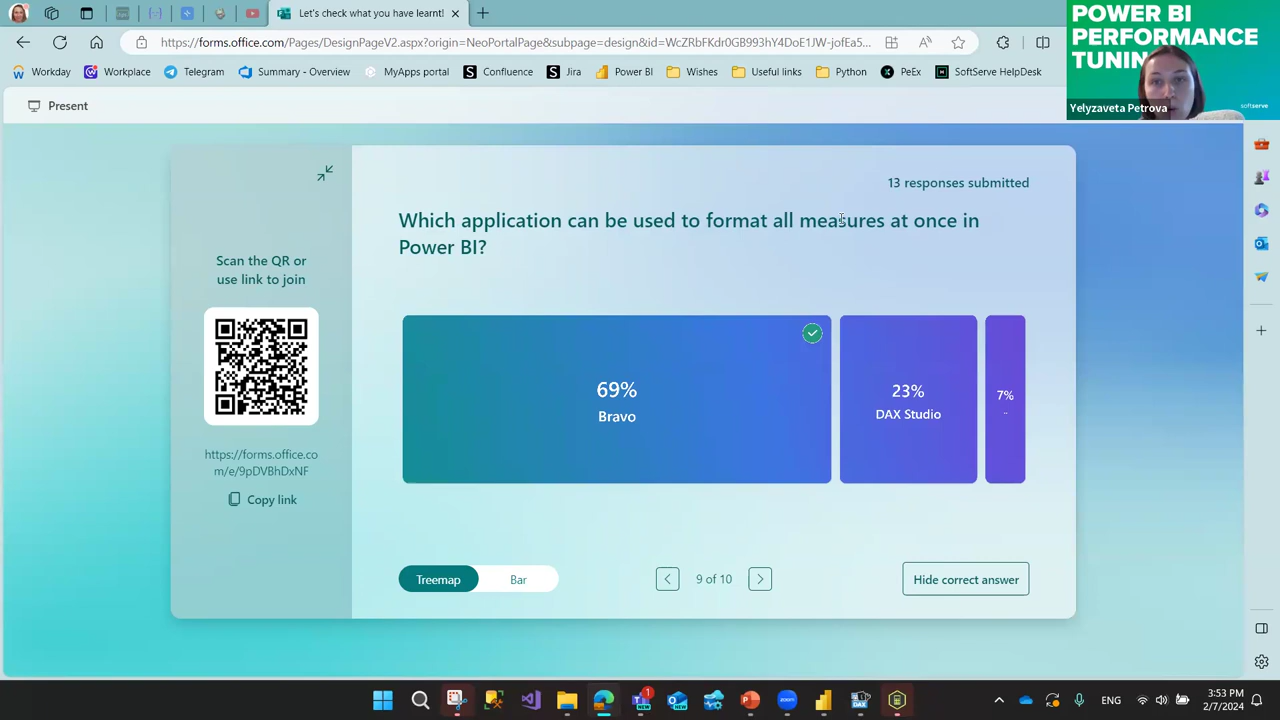 Let's check what you have learnt!
https://forms.office.com/Pages/DesignPageV2.aspx?origin=NeoPortalPage&subpage=design&id=WcZRbFKdr0GB993hY4DoE1JW-jofEa5...
Workday
Workplace
Telegram
Summary - Overview
MyApps portal
Confluence
Jira
Power BI
Wishes
Useful links
Python
PeEx
SoftServe HelpDesk
POWER BI
PERFORMANCE
TUNING
Yelyzaveta Petrova
softserve
Present
13 responses submitted
Which application can be used to format all measures at once in
Power BI?
Scan the QR or
use link to join
https://forms.office.co
m/e/9pDVBhDxNF
Copy link
69%
Bravo
23%
DAX Studio
7%
..
Treemap
Bar
9 of 10
Hide correct answer
1
DAX
ENG
3:53 PM
2/7/2024